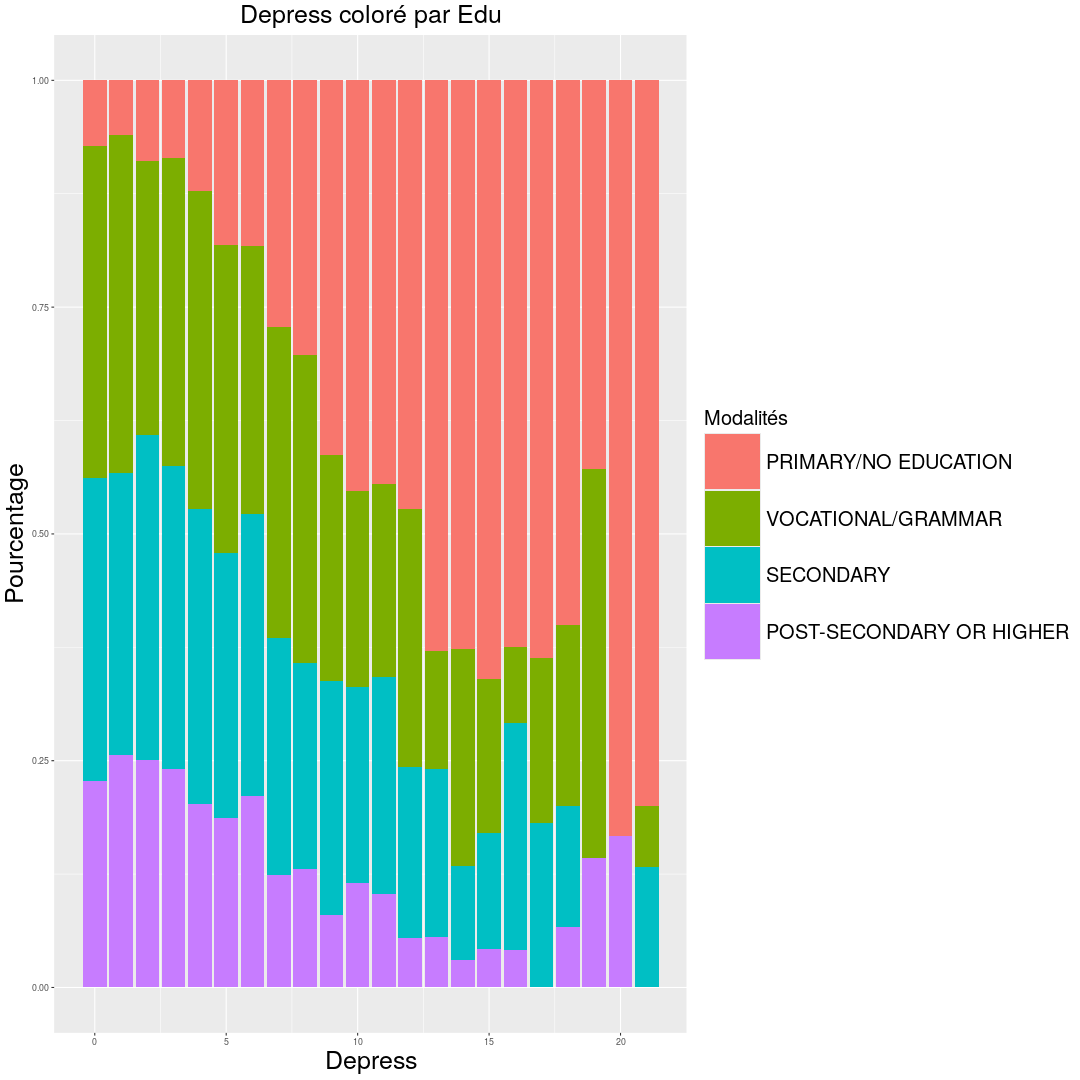 Depress coloré par Edu
Pourcentage
1.00
0.75
0.50
0.25
0.00
0 5 10 15 20
Depress
Modalités
PRIMARY/NO EDUCATION
VOCATIONAL/GRAMMAR
SECONDARY
POST-SECONDARY OR HIGHER